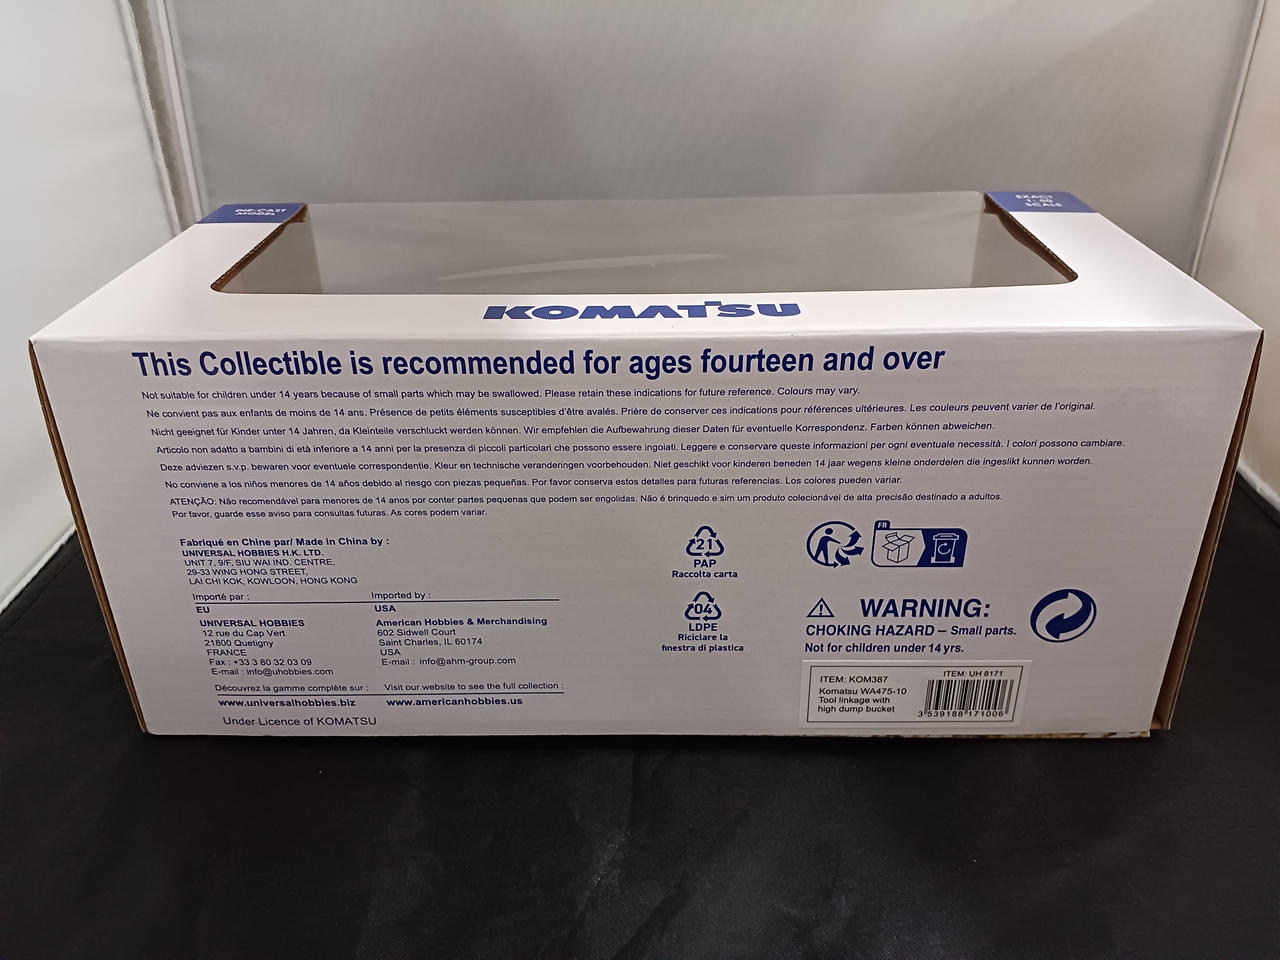 DIE-CAST
MODEL
EXACT
1:50
SCALE
KOMATSU
This Collectible is recommended for ages fourteen and over
Not suitable for children under 14 years because of small parts which may be swallowed. Please retain these indications for future reference. Colours may vary.
Ne convient pas aux enfants de moins de 14 ans. Présence de petits éléments susceptibles d'être avalés. Prière de conserver ces indications pour références ultérieures. Les couleurs peuvent varier de l'original.
Nicht geeignet für Kinder unter 14 Jahren, da Kleinteile verschluckt werden können. Wir empfehlen die Aufbewahrung dieser Daten für eventuelle Korrespondenz. Farben können abweichen.
Articolo non adatto a bambini di età inferiore a 14 anni per la presenza di piccoli particolari che possono essere ingoiati. Leggere e conservare queste informazioni per ogni eventuale necessità. I colori possono cambiare.
Deze adviezen s.v.p. bewaren voor eventuele correspondentie. Kleur en technische veranderingen voorbehouden. Niet geschikt voor kinderen beneden 14 jaar wegens kleine onderdelen die ingeslikt kunnen worden.
No conviene a los niños menores de 14 años debido al riesgo con piezas pequeñas. Por favor conserva estos detalles para futuras referencias. Los colores pueden variar.
ATENÇÃO: Não recomendável para menores de 14 anos por conter partes pequenas que podem ser engolidas. Não é brinquedo e sim um produto colecionável de alta precisão destinado a adultos.
Por favor, guarde esse aviso para consultas futuras. As cores podem variar.
Fabriqué en Chine par/ Made in China by :
UNIVERSAL HOBBIES H.K. LTD.
UNIT 7, 9/F, SIU WAI IND. CENTRE,
29-33 WING HONG STREET,
LAI CHI KOK, KOWLOON, HONG KONG
Importé par :
EU
UNIVERSAL HOBBIES
12 rue du Cap Vert
21800 Quetigny
FRANCE
Fax : +33 3 80 32 03 09
E-mail : info@uhobbies.com
Imported by :
USA
American Hobbies & Merchandising
602 Sidwell Court
Saint Charles, IL 60174
USA
E-mail : info@ahm-group.com
Découvrez la gamme complète sur :
www.universalhobbies.biz
Visit our website to see the full collection :
www.americanhobbies.us
Under Licence of KOMATSU
21
PAP
Raccolta carta
04
LDPE
Riciclare la
finestra di plastica
FR
WARNING:
CHOKING HAZARD – Small parts.
Not for children under 14 yrs.
ITEM: KOM387
Komatsu WA475-10
Tool linkage with
high dump bucket
ITEM: UH 8171
3 539188 171006